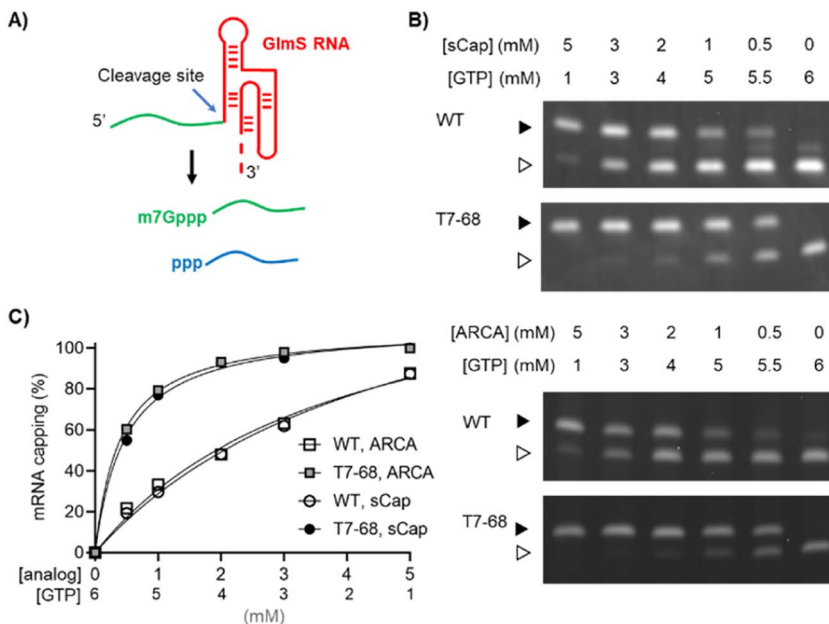 A)
GlmS RNA
Cleavage site
5'
3'
m7Gppp
ppp
B)
[sCap] (mM) 5 3 2 1 0.5 0
[GTP] (mM) 1 3 4 5 5.5 6
WT
T7-68
[ARCA] (mM) 5 3 2 1 0.5 0
[GTP] (mM) 1 3 4 5 5.5 6
WT
T7-68
C)
mRNA capping (%)
100
80
60
40
20
0
WT, ARCA
T7-68, ARCA
WT, sCap
T7-68, sCap
[analog] 0 1 2 3 4 5
[GTP] 6 5 4 3 2 1
(mM)